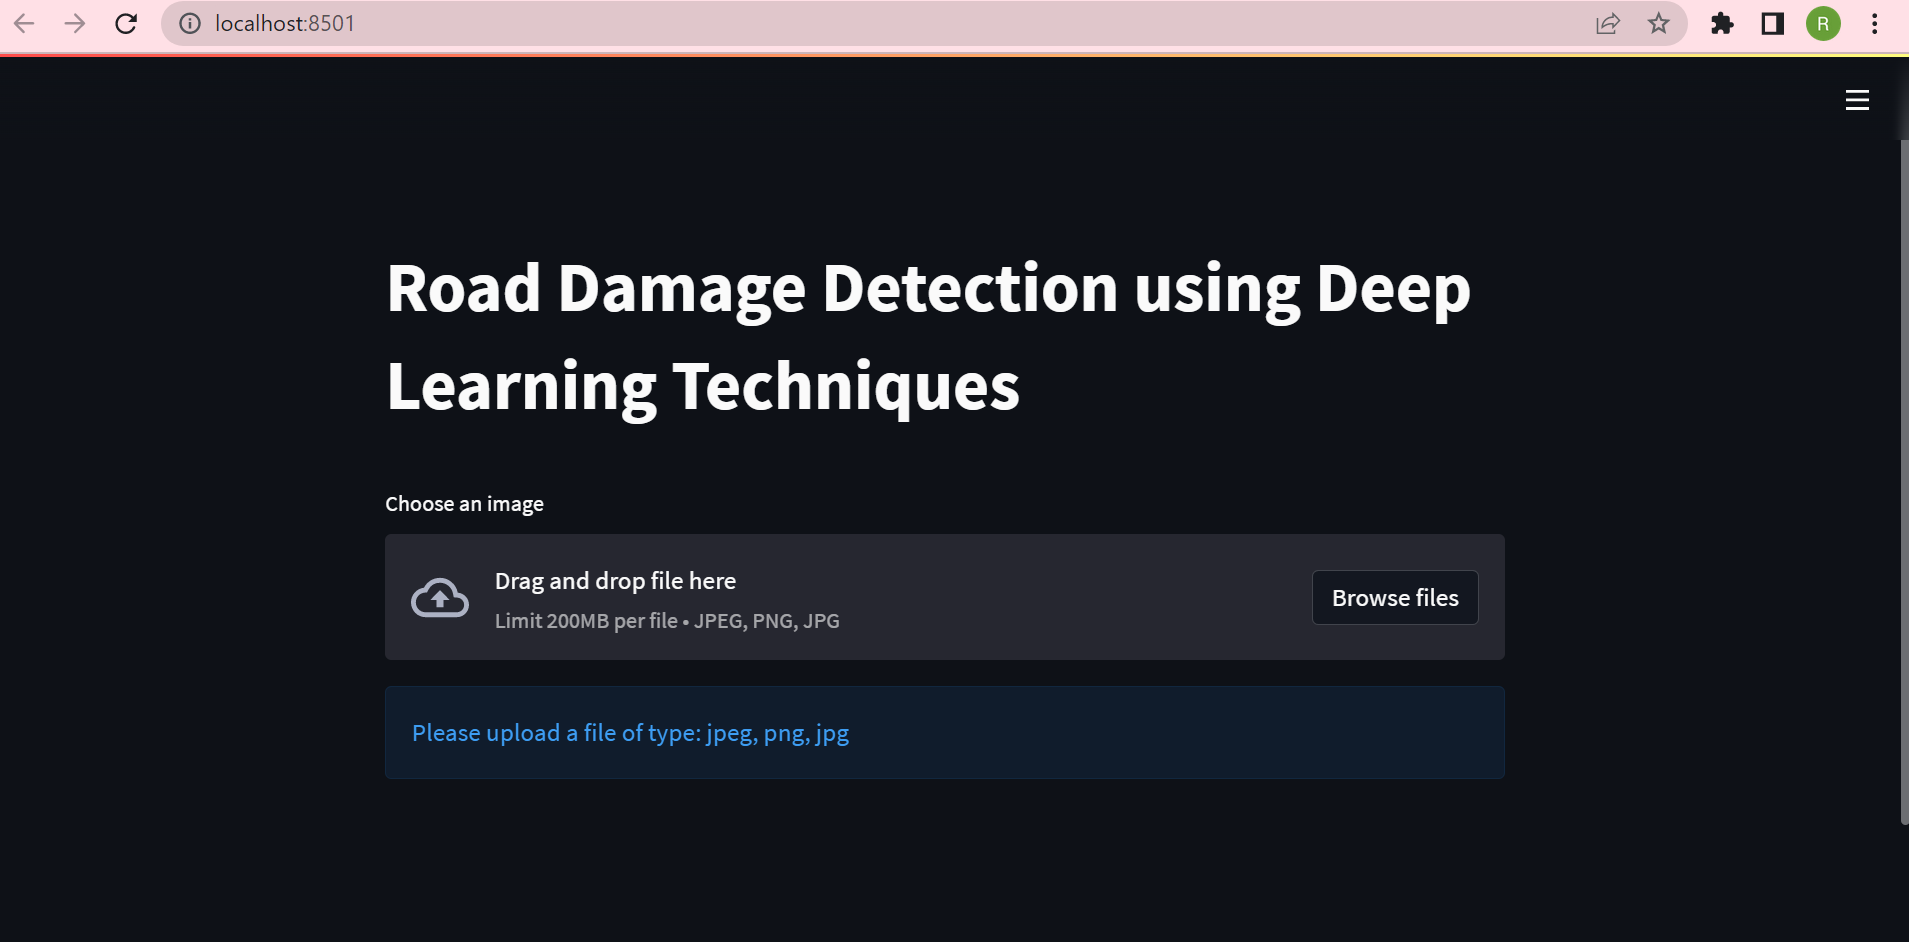 localhost:8501
R
Road Damage Detection using Deep
Learning Techniques
Choose an image
Drag and drop file here
Limit 200MB per file • JPEG, PNG, JPG
Browse files
Please upload a file of type: jpeg, png, jpg